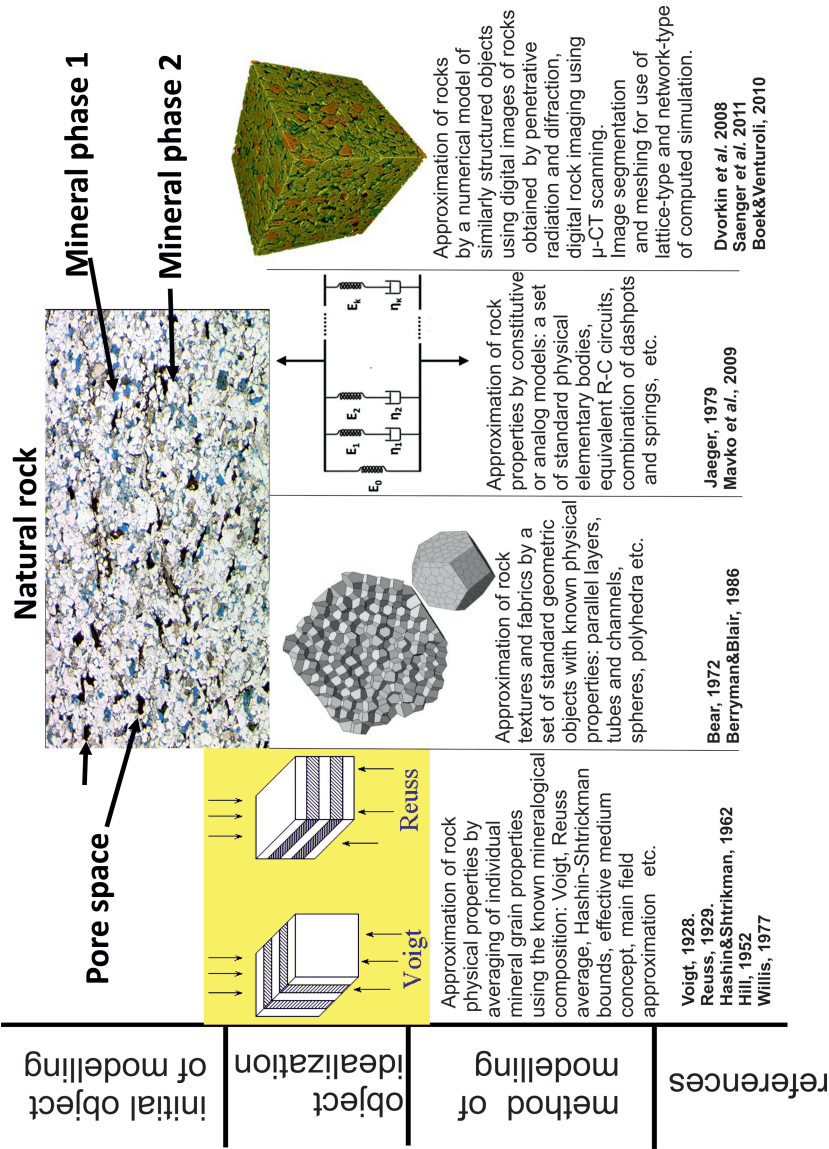 Natural rock
Mineral phase 1
Mineral phase 2
Pore space
initial object
of modelling
object
idealization
Voigt
Reuss
E₀
E₁
η₁
E₂
η₂
Eₖ
ηₖ
method of
modelling
Approximation of rock
physical properties by
averaging of individual
mineral grain properties
using the known mineralogical
composition: Voigt, Reuss
average, Hashin-Shtrickman
bounds, effective medium
concept, main field
approximation etc.
Approximation of rock
textures and fabrics by a
set of standard geometric
objects with known physical
properties: parallel layers,
tubes and channels,
spheres, polyhedra etc.
Approximation of rock
properties by constitutive
or analog models: a set
of standard physical
elementary bodies,
equivalent R-C circuits,
combination of dashpots
and springs, etc.
Approximation of rocks
by a numerical model of
similarly structured objects
using digital images of rocks
obtained by penetrative
radiation and difraction,
digital rock imaging using
μ-CT scanning.
Image segmentation
and meshing for use of
lattice-type and network-type
of computed simulation.
references
Voigt, 1928.
Reuss, 1929.
Hashin&Shtrikman, 1962
Hill, 1952
Willis, 1977
Bear, 1972
Berryman&Blair, 1986
Jaeger, 1979
Mavko et al., 2009
Dvorkin et al. 2008
Saenger et al. 2011
Boek&Venturoli, 2010